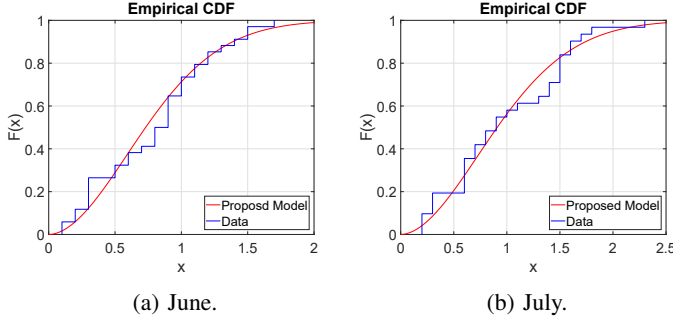 Empirical CDF
F(x)
1
0.8
0.6
0.4
0.2
0
0 0.5 1 1.5 2
x
Proposd Model
Data
(a) June.
Empirical CDF
F(x)
1
0.8
0.6
0.4
0.2
0
0 0.5 1 1.5 2 2.5
x
Proposed Model
Data
(b) July.